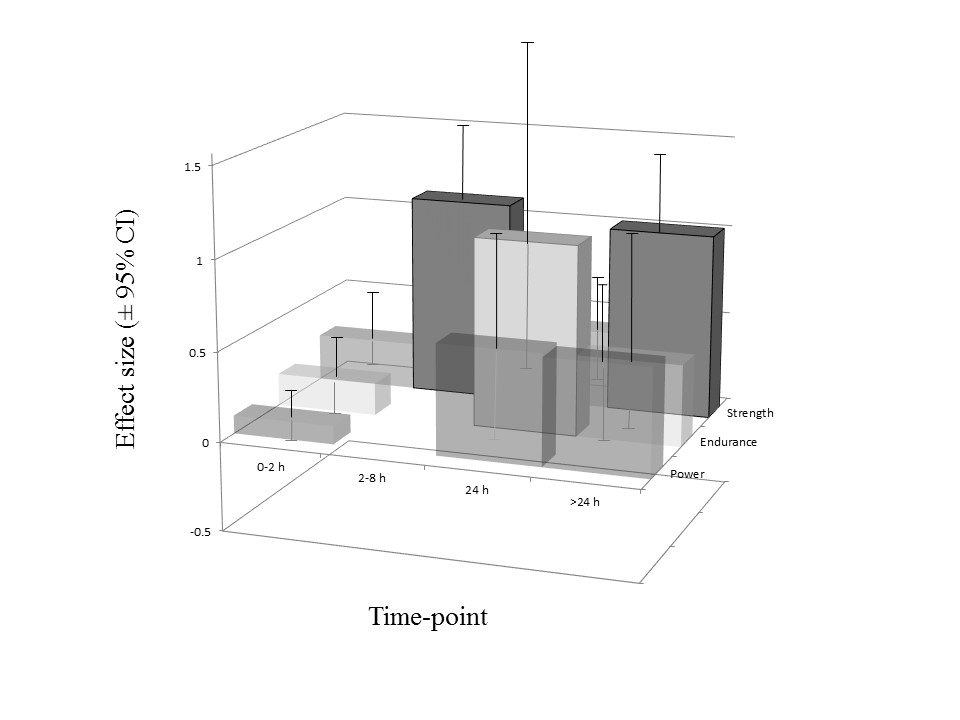 Effect size (± 95% CI)
1.5
1
0.5
0
-0.5
0-2 h
2-8 h
24 h
>24 h
Strength
Endurance
Power
Time-point